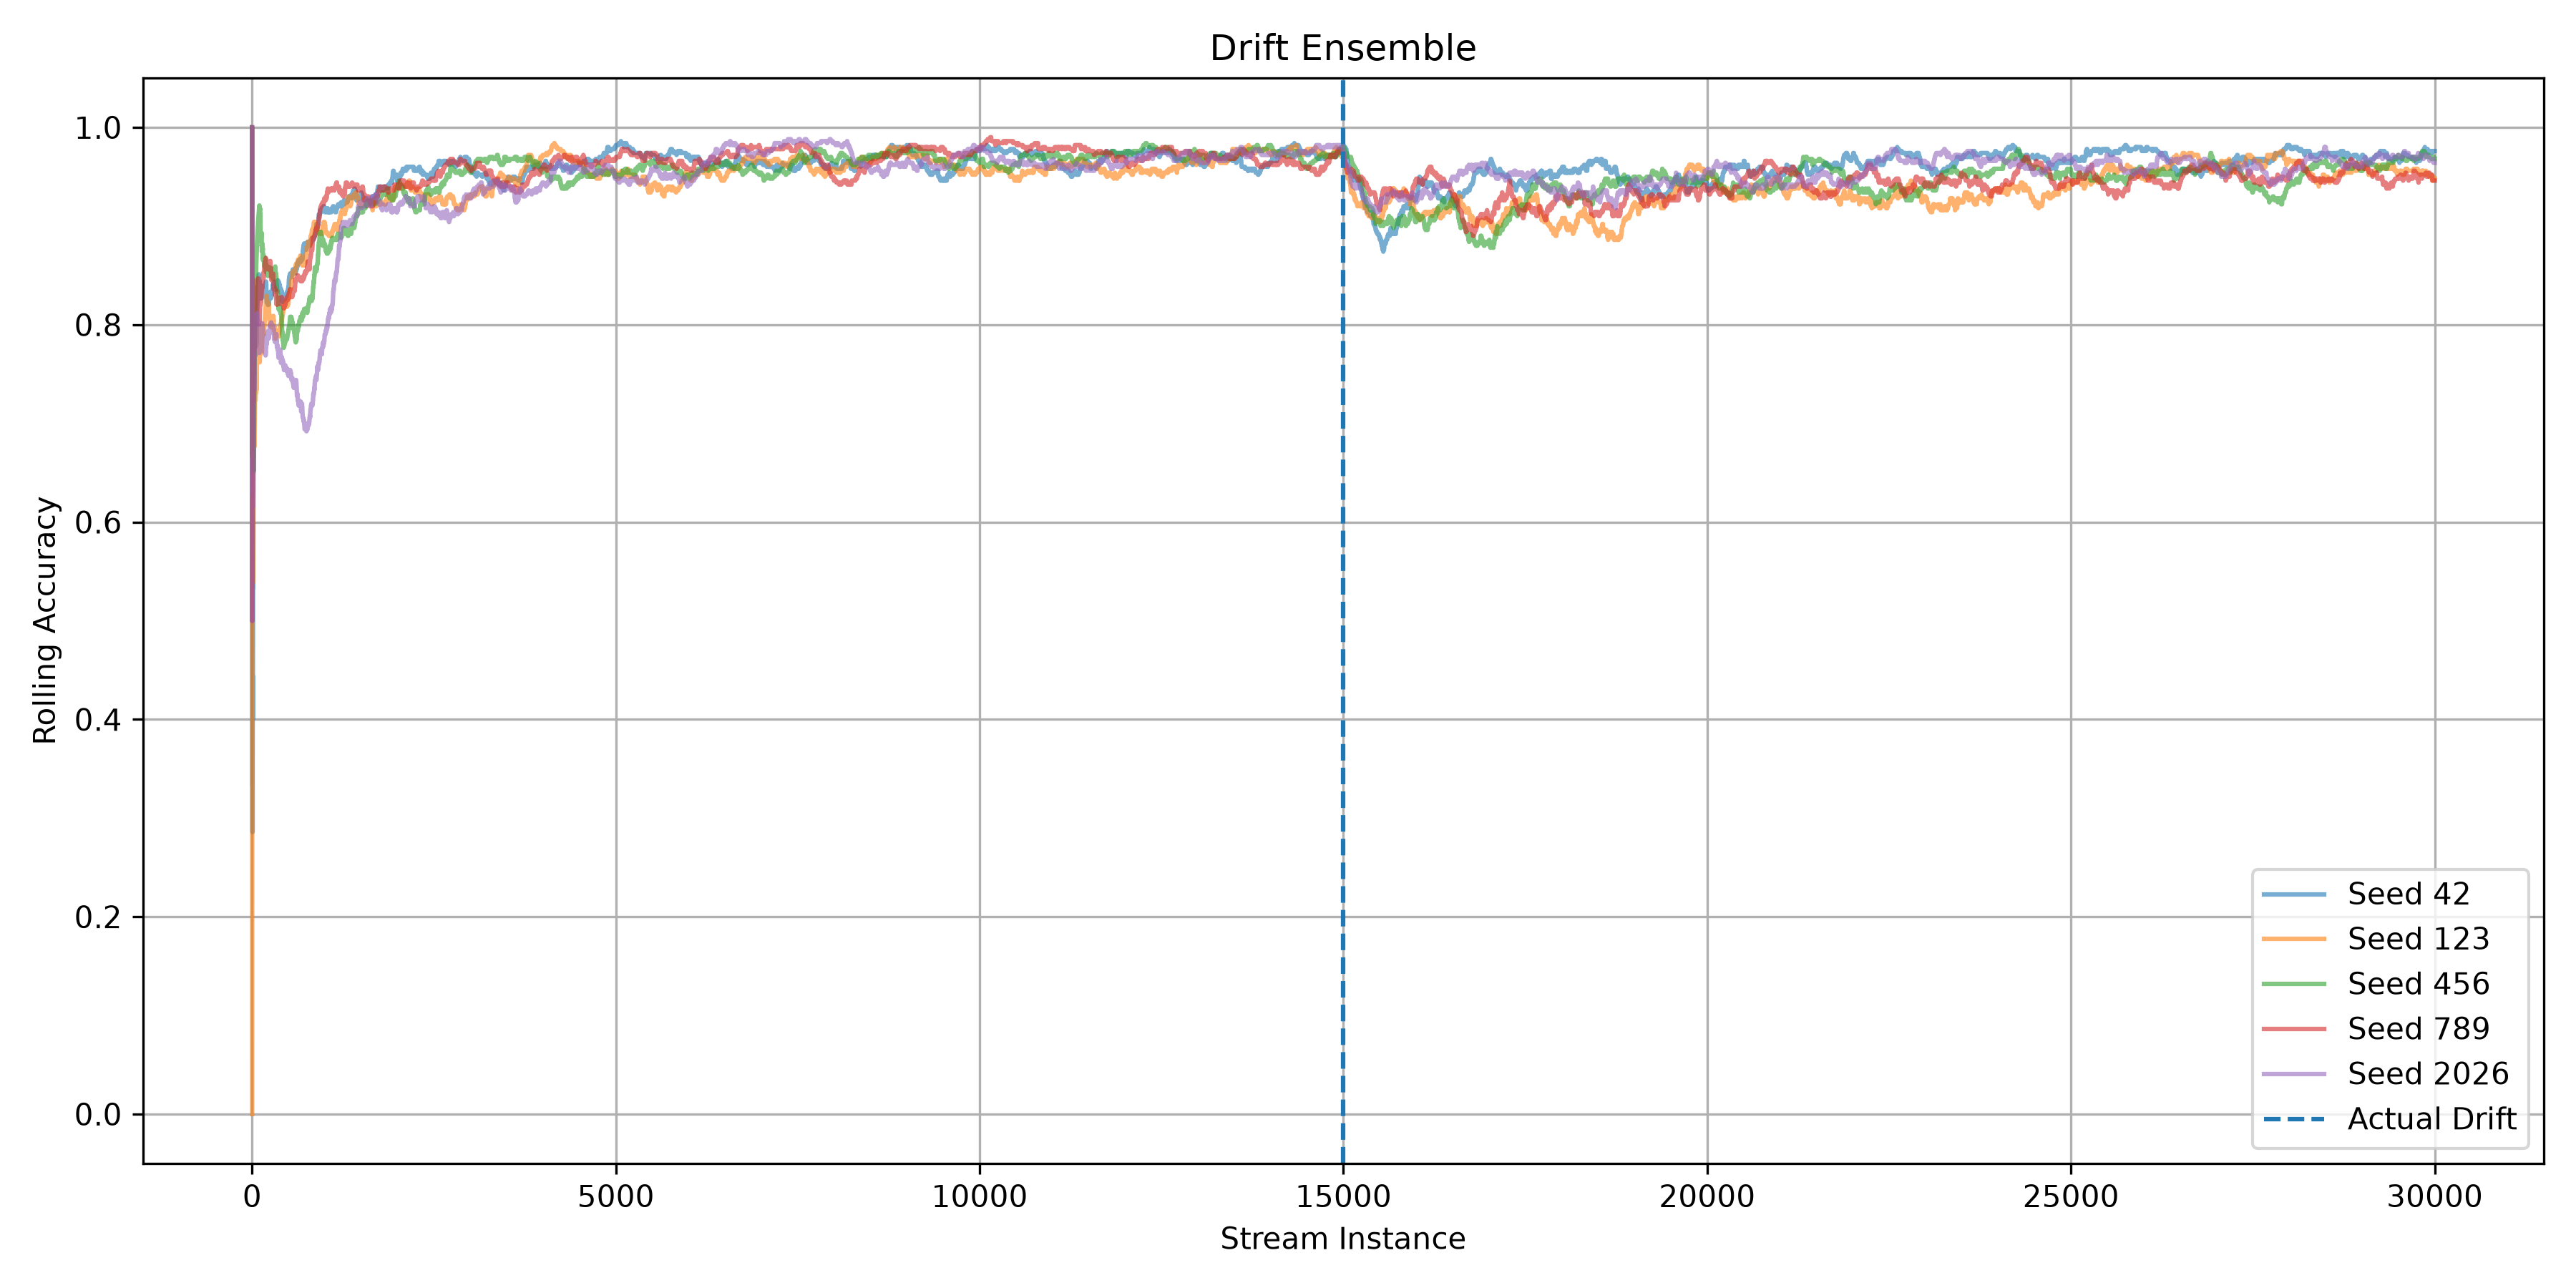 Drift Ensemble
Rolling Accuracy
1.0
0.8
0.6
0.4
0.2
0.0
0
5000
10000
15000
20000
25000
30000
Stream Instance
Seed 42
Seed 123
Seed 456
Seed 789
Seed 2026
Actual Drift